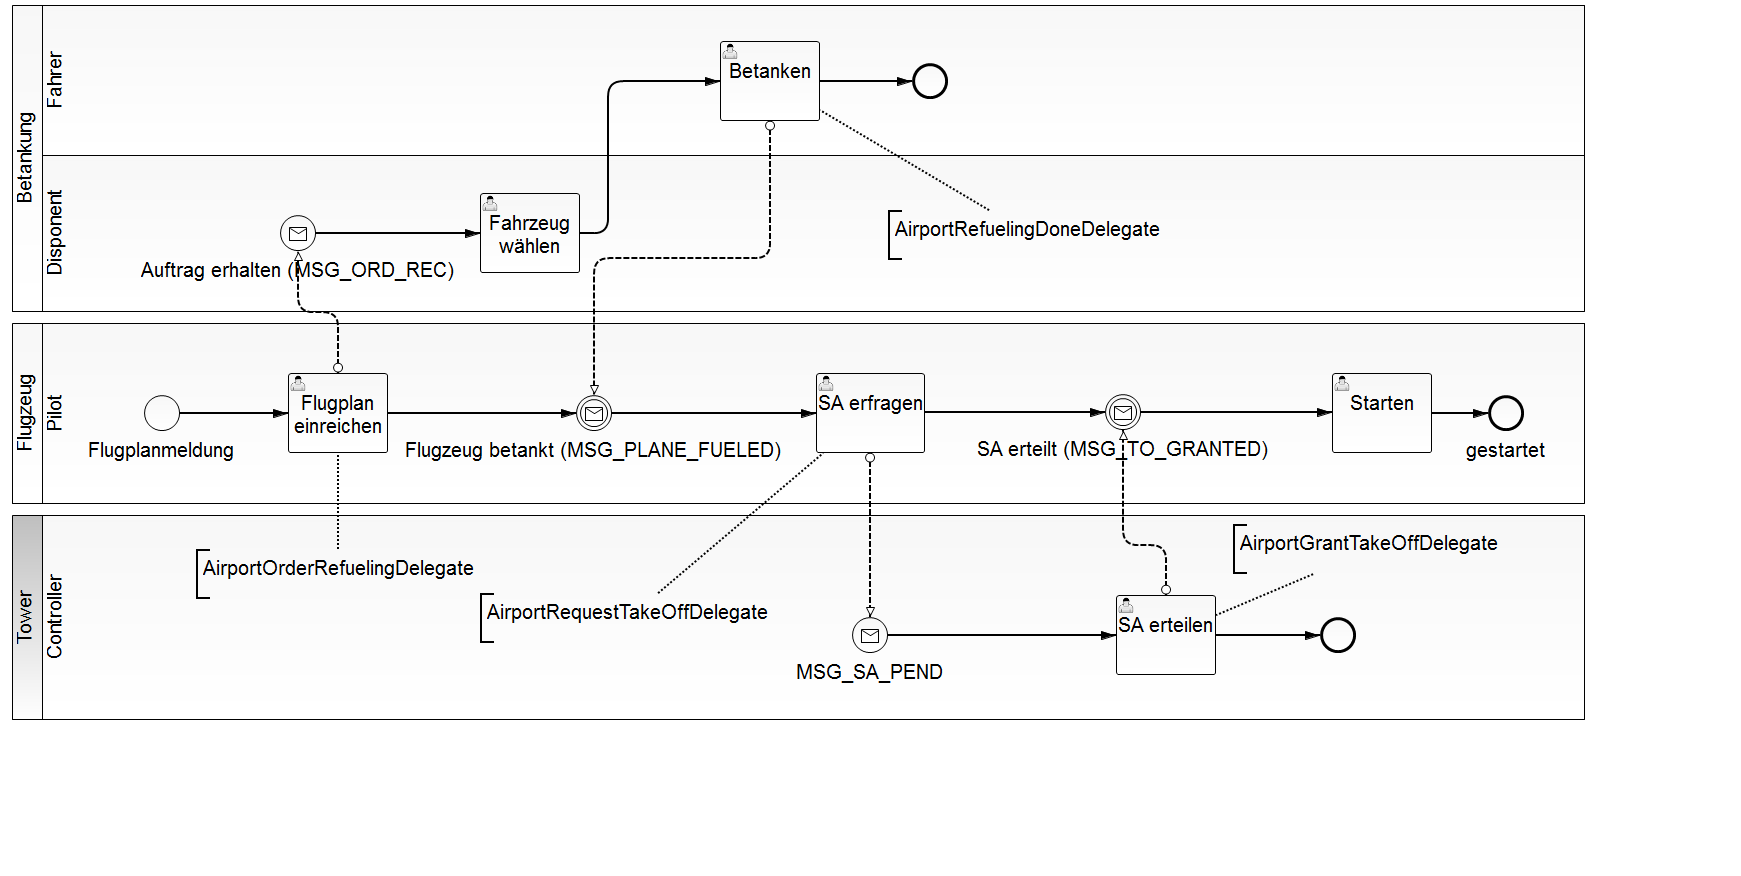 Betankung
Fahrer
Betanken
Disponent
Fahrzeug
wählen
AirportRefuelingDoneDelegate
Auftrag erhalten (MSG_ORD_REC)
Flugzeug
Pilot
Flugplanmeldung
Flugplan
einreichen
Flugzeug betankt (MSG_PLANE_FUELED)
SA erfragen
SA erteilt (MSG_TO_GRANTED)
Starten
gestartet
Tower
Controller
AirportOrderRefuelingDelegate
AirportRequestTakeOffDelegate
MSG_SA_PEND
SA erteilen
AirportGrantTakeOffDelegate